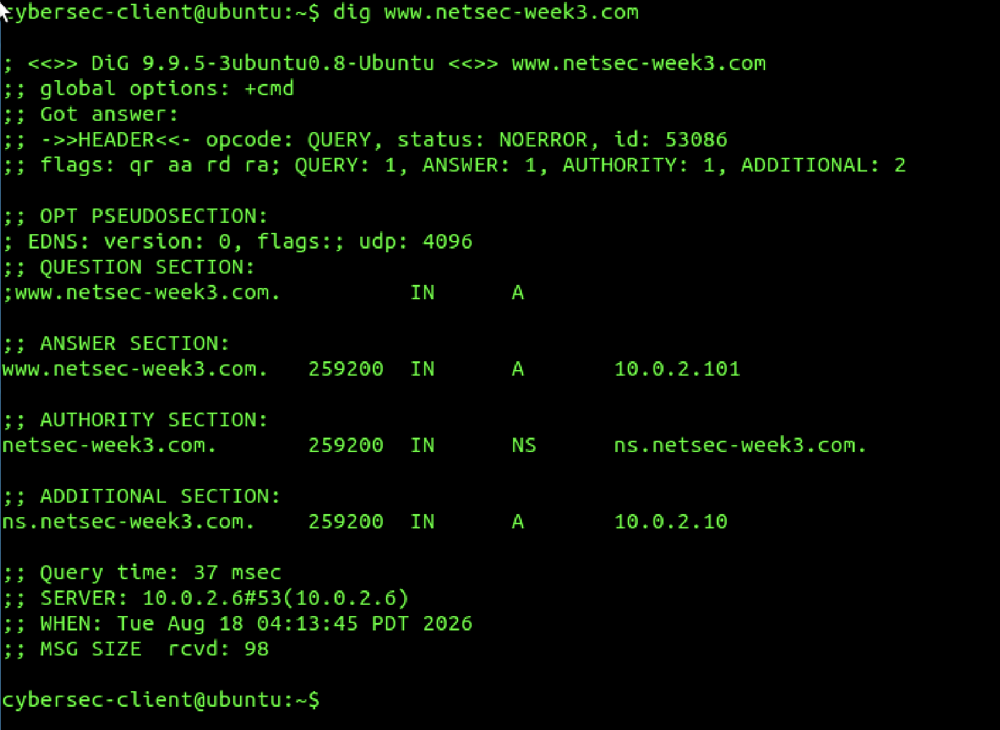 cybersec-client@ubuntu:~$ dig www.netsec-week3.com
; <<>> DiG 9.9.5-3ubuntu0.8-Ubuntu <<>> www.netsec-week3.com
;; global options: +cmd
;; Got answer:
;; ->>HEADER<<- opcode: QUERY, status: NOERROR, id: 53086
;; flags: qr aa rd ra; QUERY: 1, ANSWER: 1, AUTHORITY: 1, ADDITIONAL: 2
;; OPT PSEUDOSECTION:
; EDNS: version: 0, flags:; udp: 4096
;; QUESTION SECTION:
;www.netsec-week3.com. IN A
;; ANSWER SECTION:
www.netsec-week3.com. 259200 IN A 10.0.2.101
;; AUTHORITY SECTION:
netsec-week3.com. 259200 IN NS ns.netsec-week3.com.
;; ADDITIONAL SECTION:
ns.netsec-week3.com. 259200 IN A 10.0.2.10
;; Query time: 37 msec
;; SERVER: 10.0.2.6#53(10.0.2.6)
;; WHEN: Tue Aug 18 04:13:45 PDT 2026
;; MSG SIZE  rcvd: 98
cybersec-client@ubuntu:~$